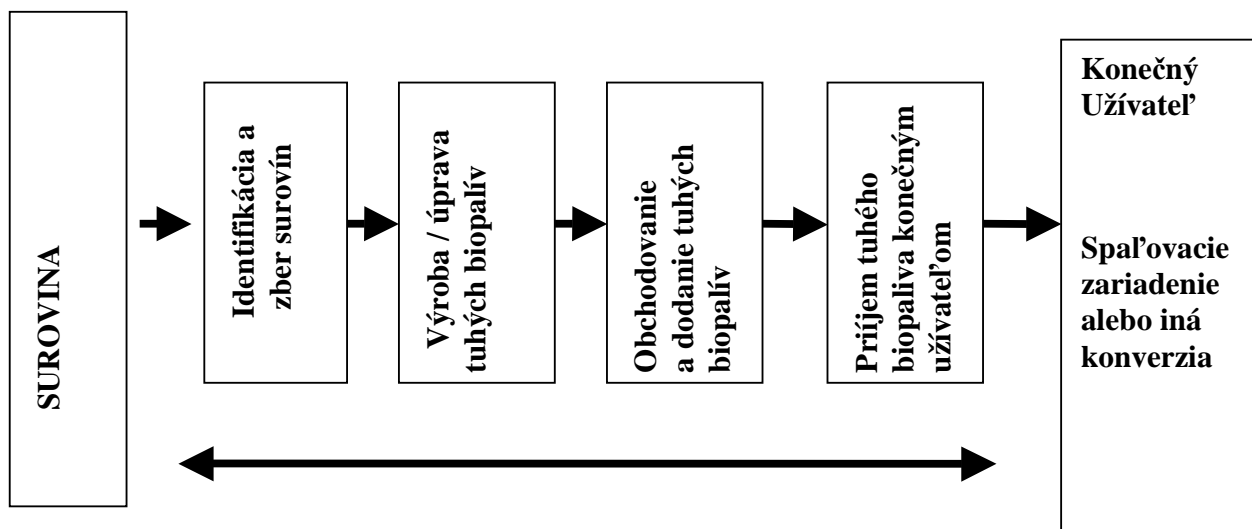 SUROVINA
Identifikácia a
zber surovín
Výroba / úprava
tuhých biopalív
Obchodovanie
a dodanie tuhých
biopalív
Priíjem tuhého
biopaliva konečným
užívateľom
Konečný
Užívateľ
Spaľovacie
zariadenie
alebo iná
konverzia